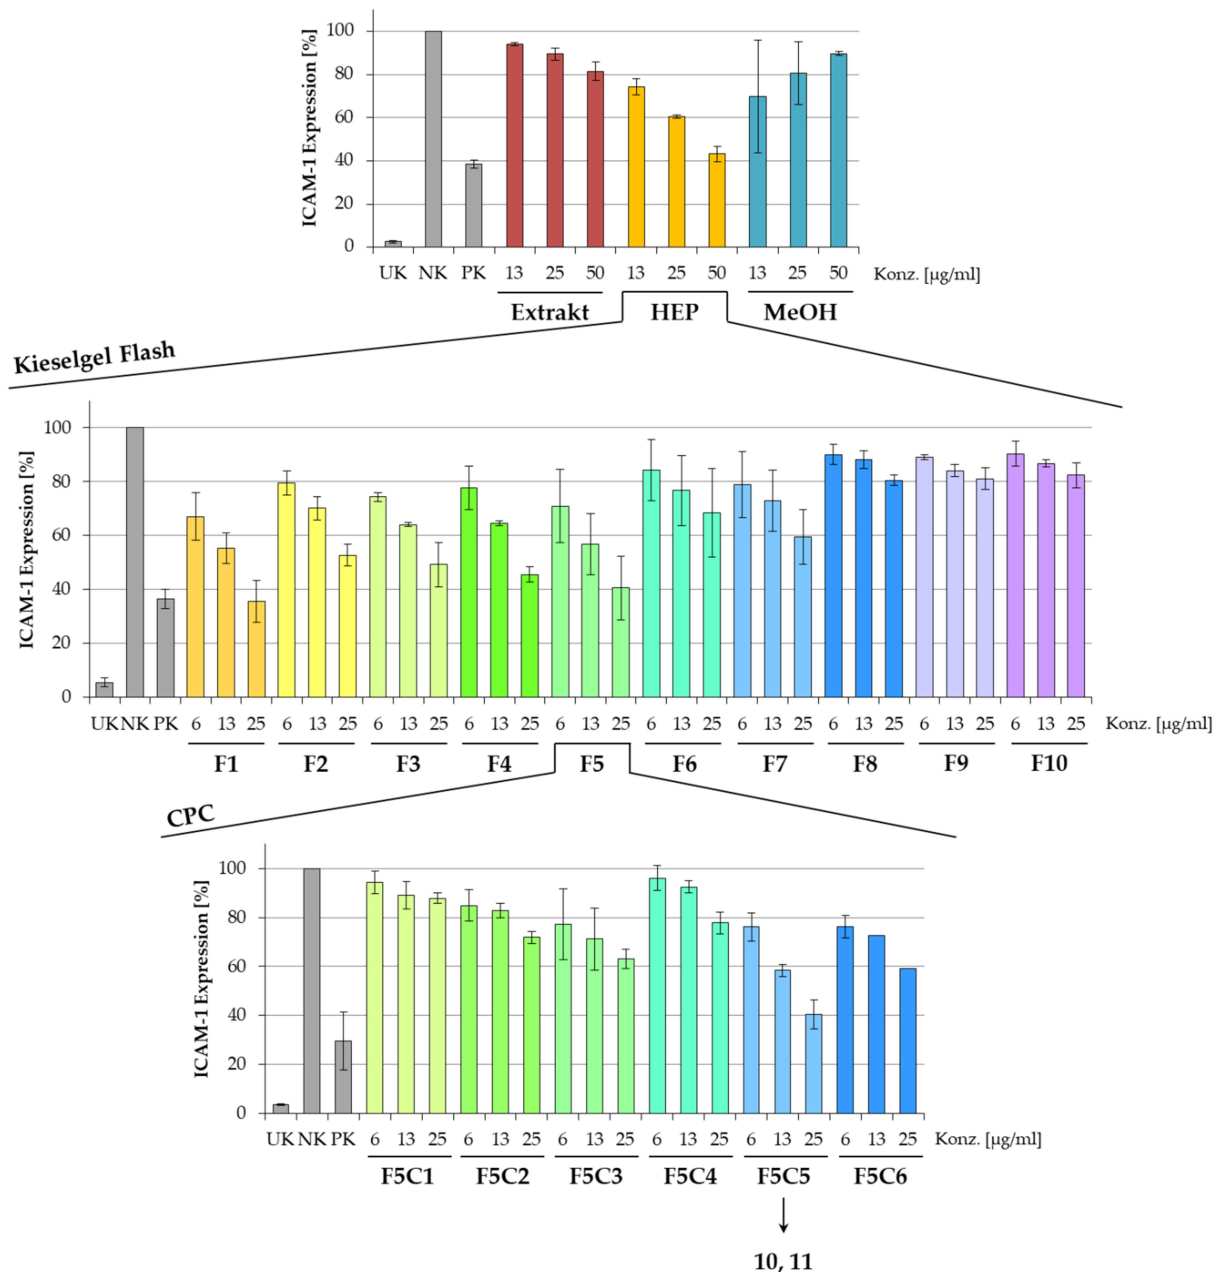 ICAM-1 Expression [%]
100
80
60
40
20
0
UK NK PK 13 25 50 13 25 50 13 25 50 Konz. [µg/ml]
Extrakt HEP MeOH
Kieselgel Flash
ICAM-1 Expression [%]
100
80
60
40
20
0
UK NK PK 6 13 25 6 13 25 6 13 25 6 13 25 6 13 25 6 13 25 6 13 25 6 13 25 6 13 25 6 13 25 Konz. [µg/ml]
F1 F2 F3 F4 F5 F6 F7 F8 F9 F10
CPC
ICAM-1 Expression [%]
100
80
60
40
20
0
UK NK PK 6 13 25 6 13 25 6 13 25 6 13 25 6 13 25 6 13 25 Konz. [µg/ml]
F5C1 F5C2 F5C3 F5C4 F5C5 F5C6
10, 11